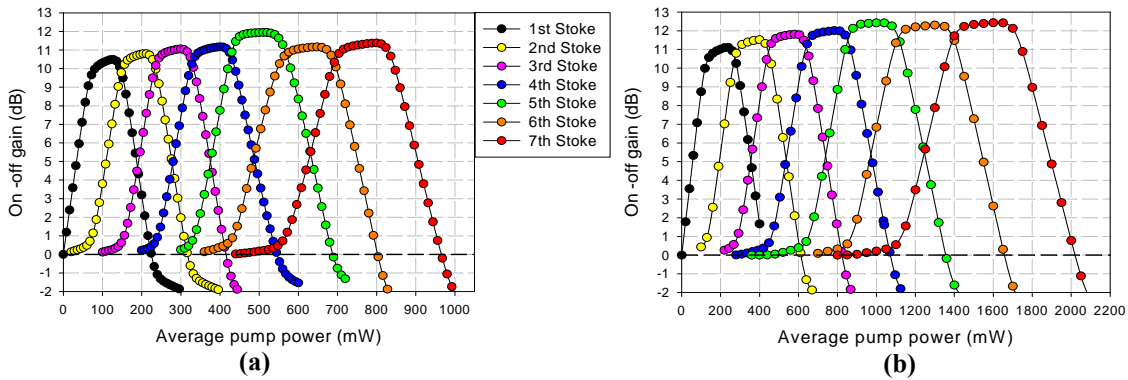 12
11
10
9
8
7
6
5
4
3
2
1
0
-1
-2
On -off gain (dB)
0 100 200 300 400 500 600 700 800 900 1000
Average pump power (mW)
(a)
1st Stoke
2nd Stoke
3rd Stoke
4th Stoke
5th Stoke
6th Stoke
7th Stoke
13
12
11
10
9
8
7
6
5
4
3
2
1
0
-1
-2
On -off gain (dB)
0 200 400 600 800 1000 1200 1400 1600 1800 2000 2200
Average pump power (mW)
(b)